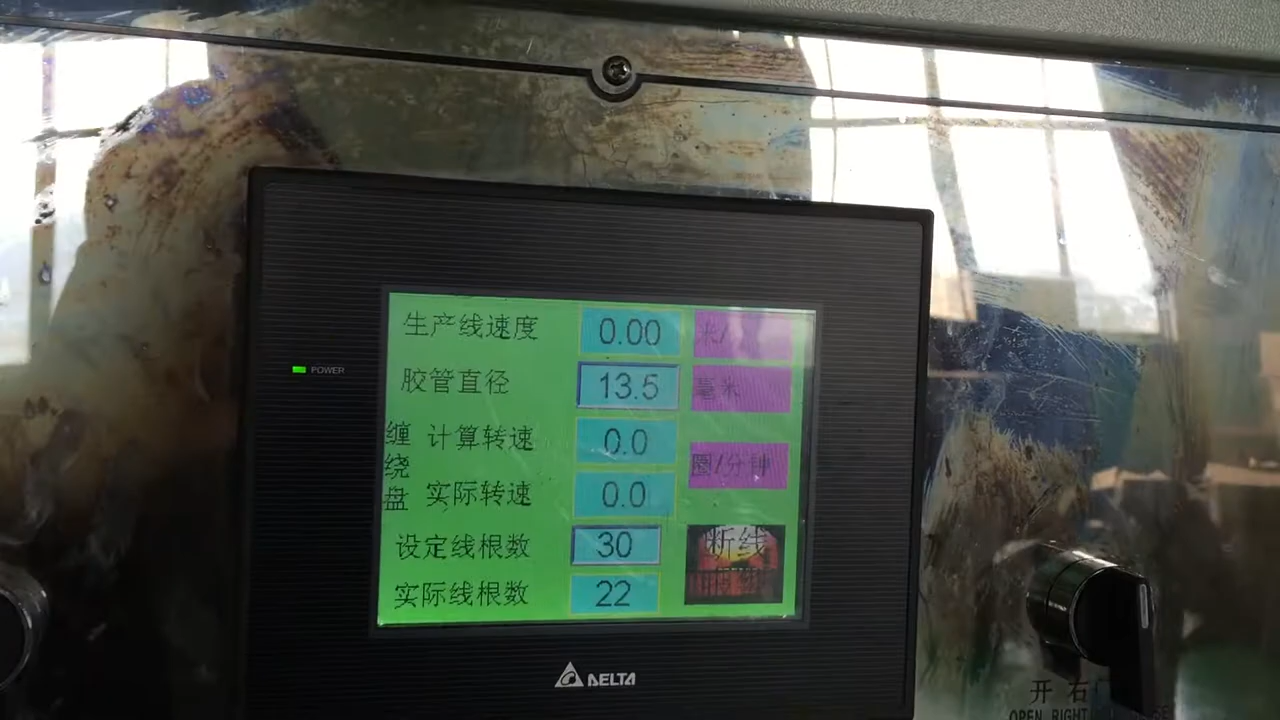 生产线速度 0.00 米/
胶管直径 13.5 毫米
缠绕盘
计算转速 0.0
圈/分钟
实际转速 0.0
设定线根数 30
断线
实际线根数 22
POWER
DELTA
开 右门
OPEN RIGHT